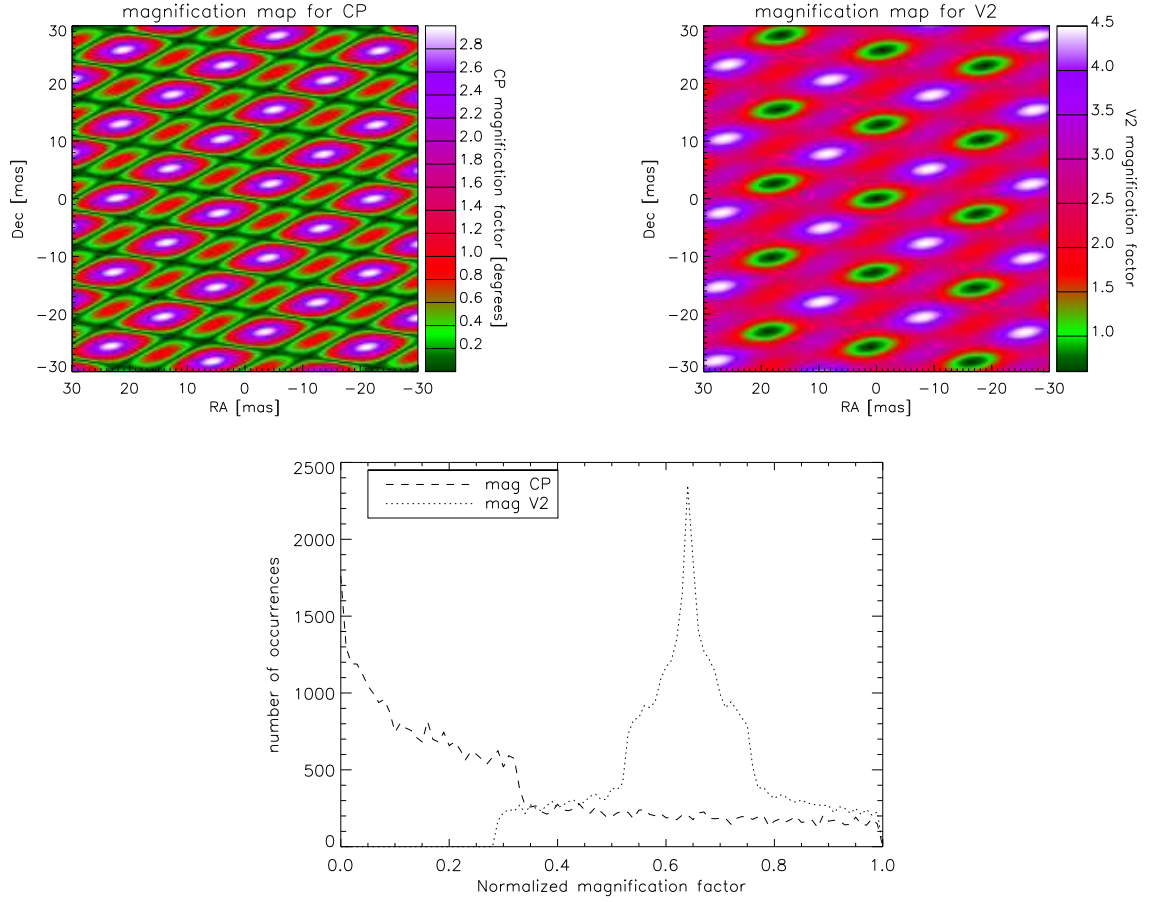 magnification map for CP
30
20
10
0
−10
−20
−30
Dec [mas]
30 20 10 0 −10 −20 −30
RA [mas]
2.8
2.6
2.4
2.2
2.0
1.8
1.6
1.4
1.2
1.0
0.8
0.6
0.4
0.2
CP magnification factor [degrees]
magnification map for V2
30
20
10
0
−10
−20
−30
Dec [mas]
30 20 10 0 −10 −20 −30
RA [mas]
4.5
4.0
3.5
3.0
2.5
2.0
1.5
1.0
V2 magnification factor
2500
2000
1500
1000
500
0
number of occurrences
mag CP
mag V2
0.0 0.2 0.4 0.6 0.8 1.0
Normalized magnification factor